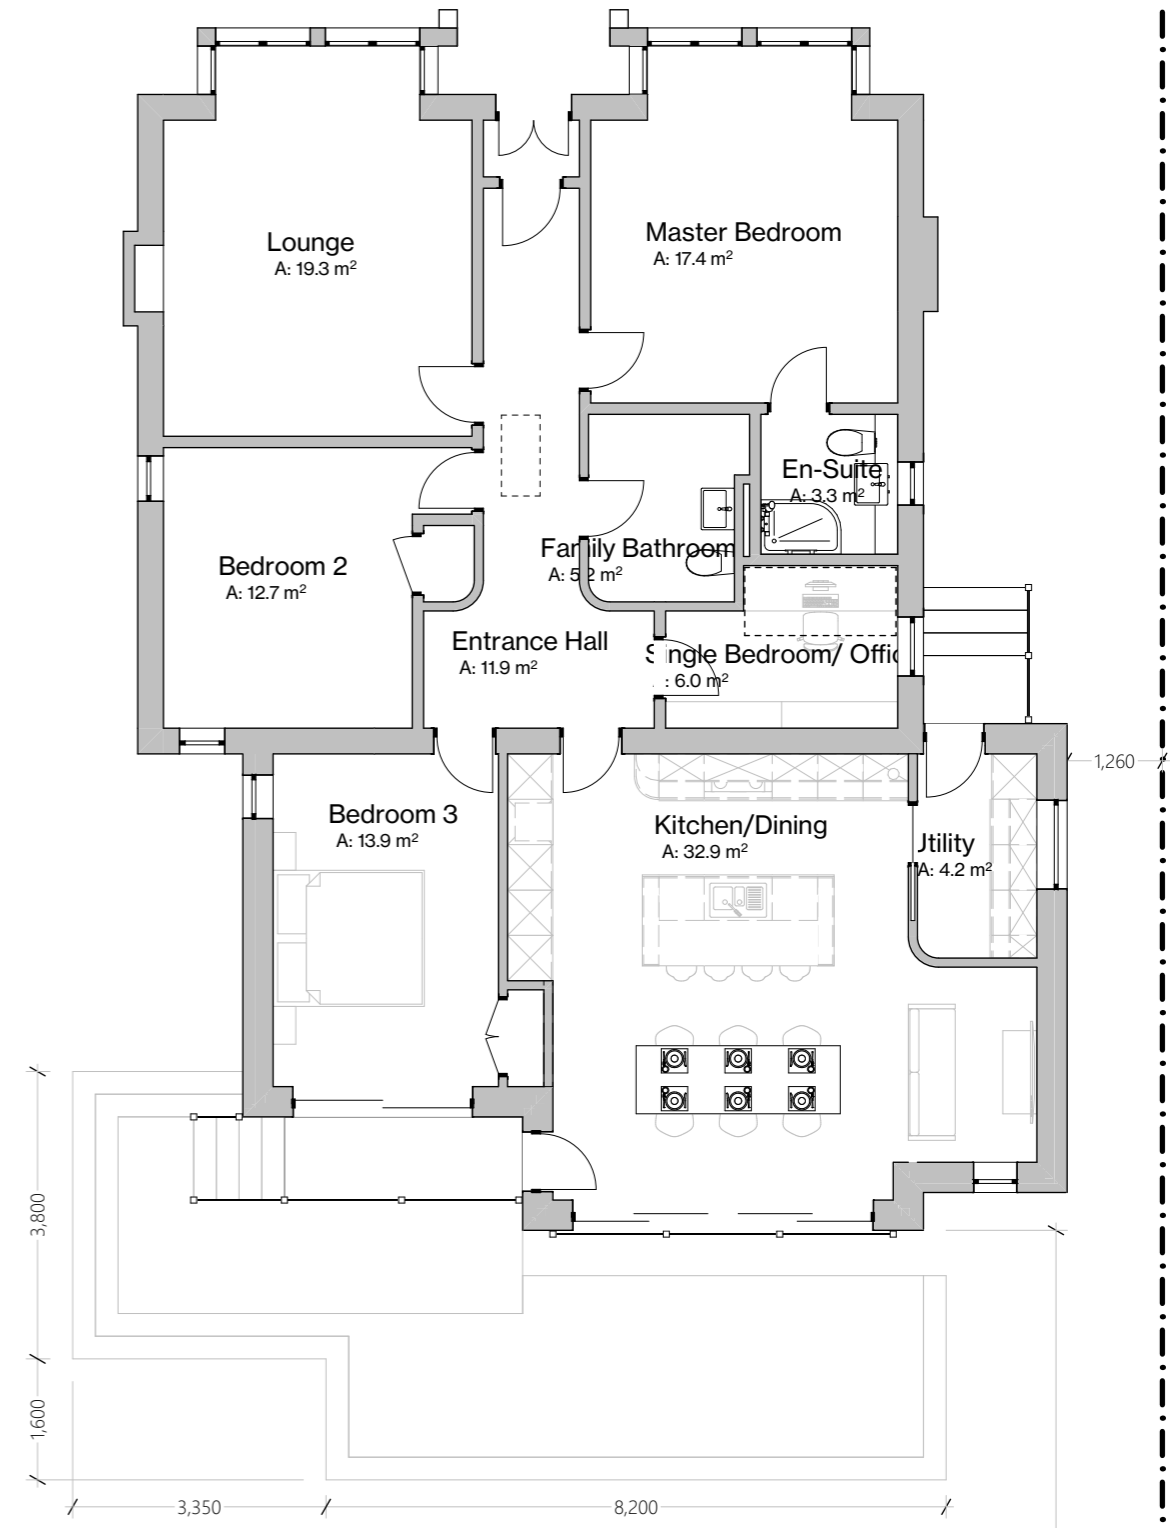 Lounge
A: 19.3 m²
Master Bedroom
A: 17.4 m²
En-Suite
A: 3.3 m²
Family Bathroom
A: 5.2 m²
Bedroom 2
A: 12.7 m²
Entrance Hall
A: 11.9 m²
Single Bedroom/ Offic
: 6.0 m²
1,260
Bedroom 3
A: 13.9 m²
Kitchen/Dining
A: 32.9 m²
Utility
A: 4.2 m²
3,800
1,600
3,350
8,200